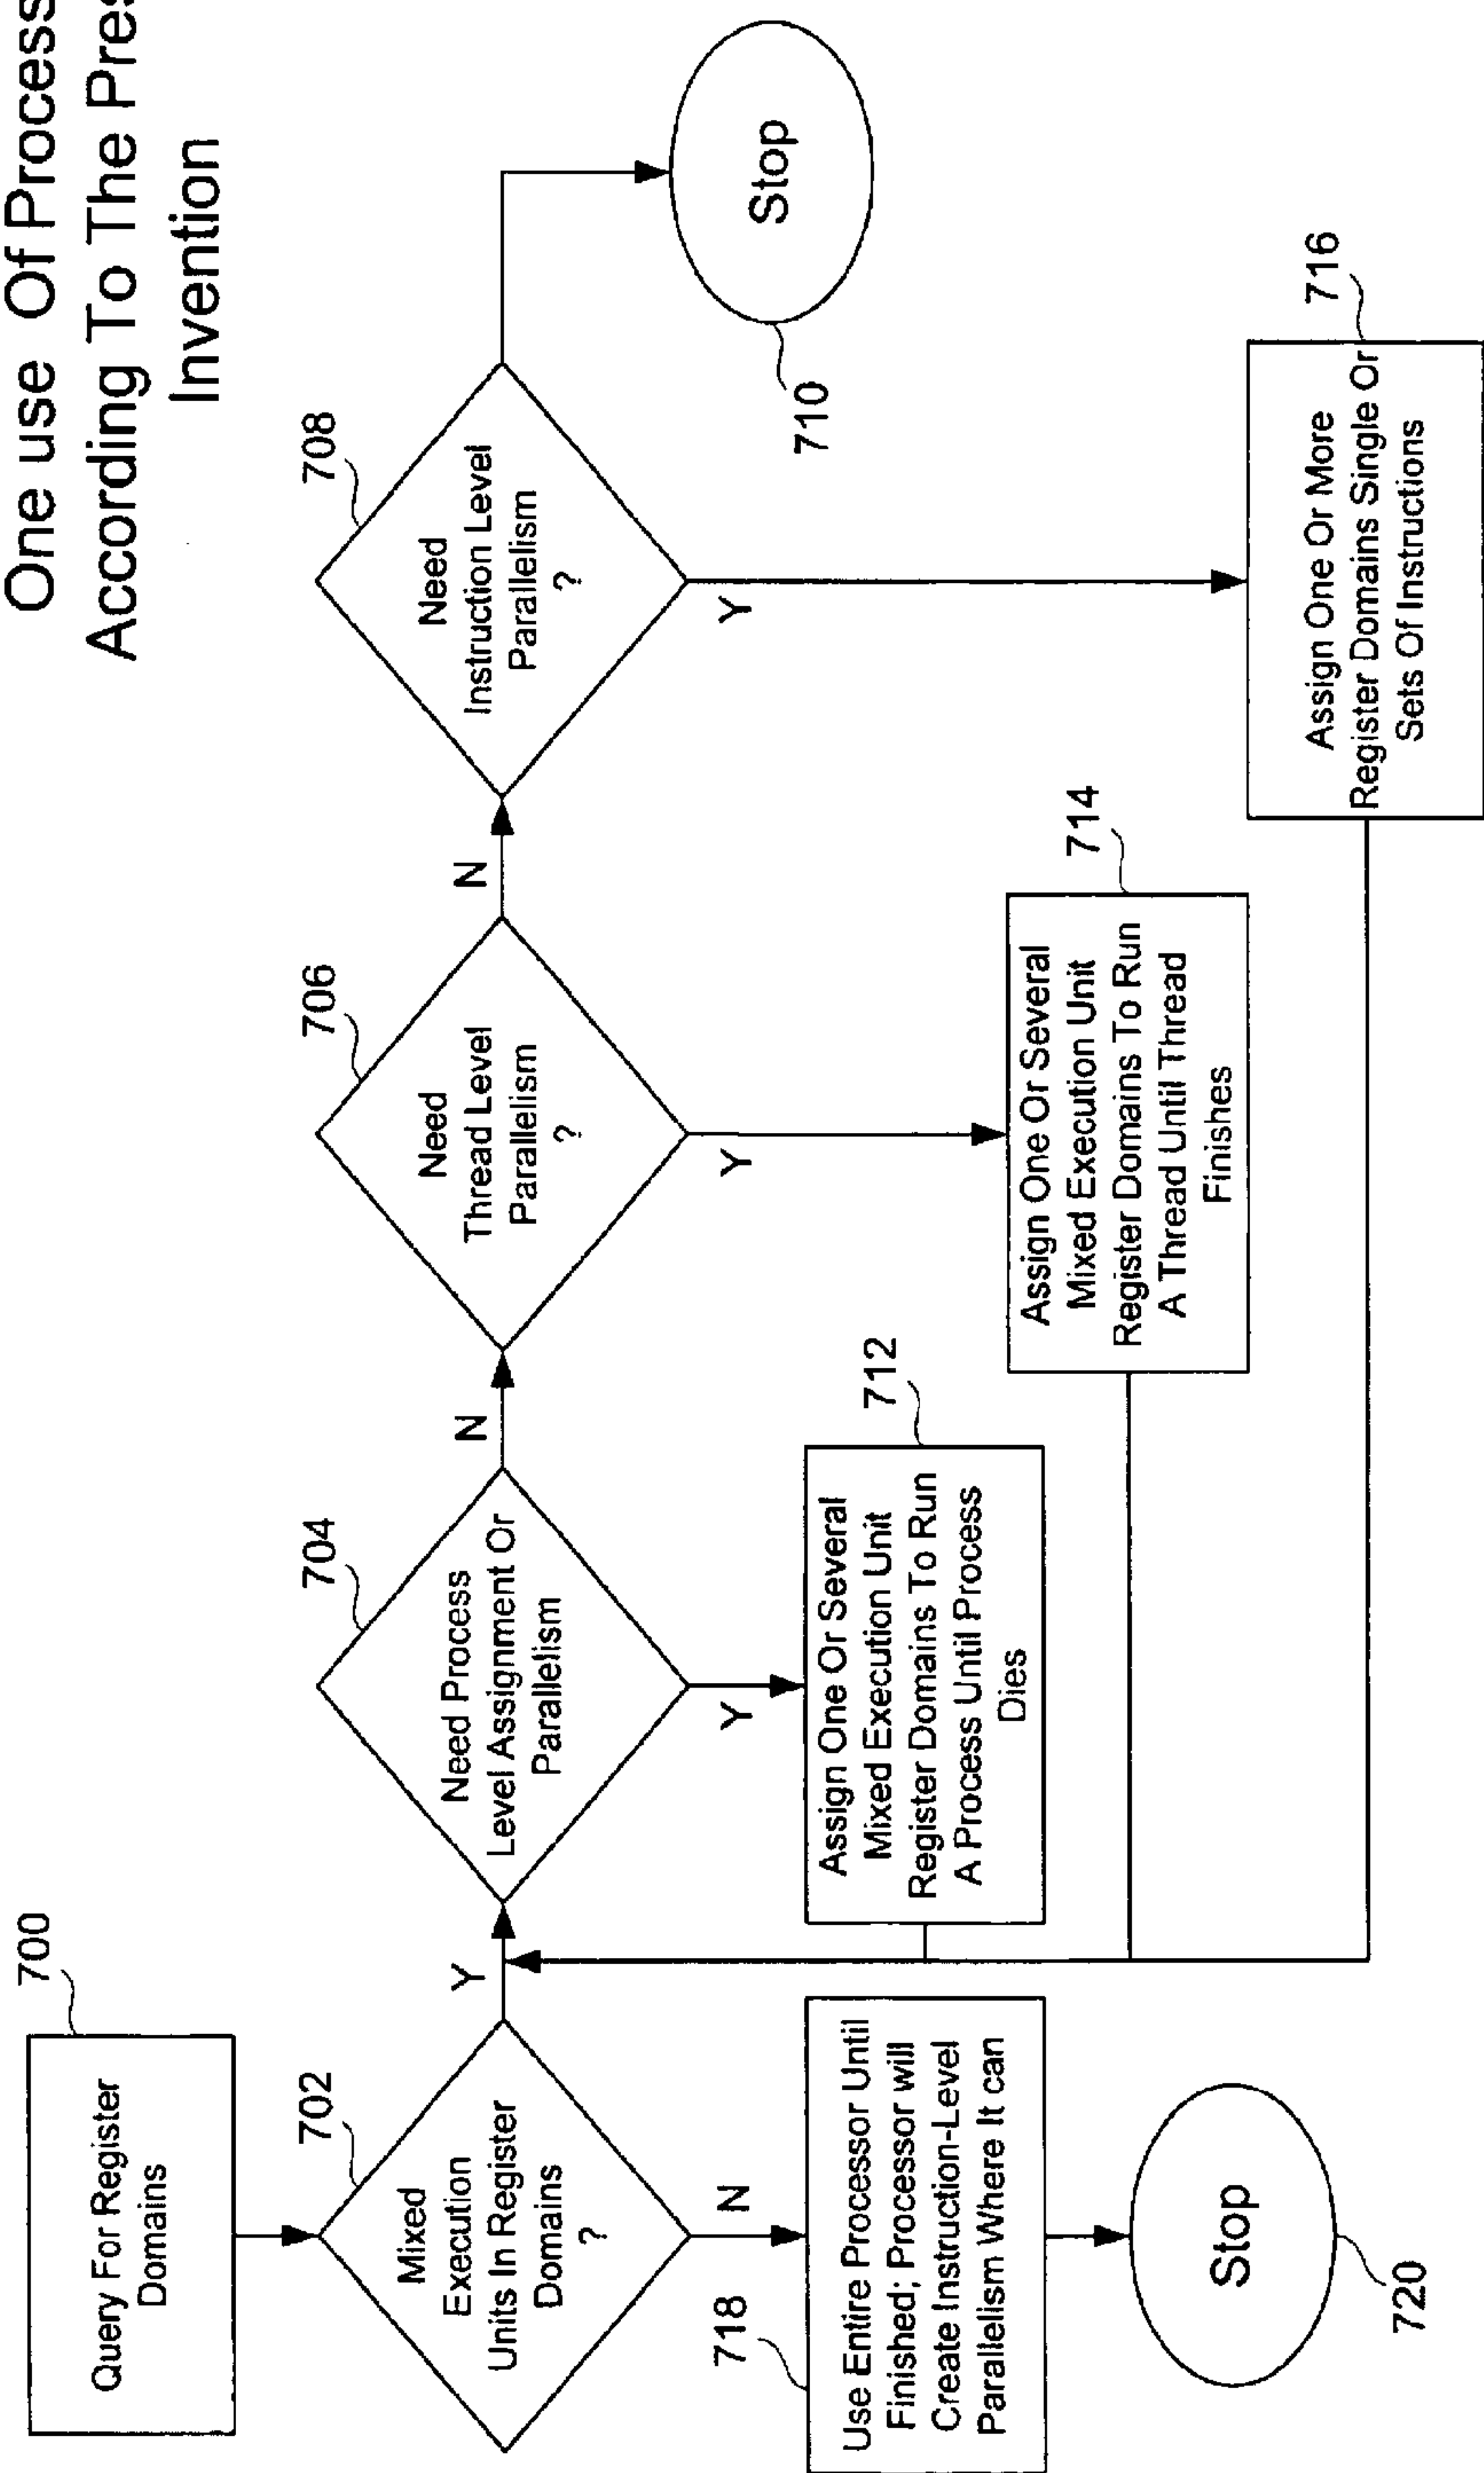 One use Of Process
According To The Pres
Invention
700
Query For Register
Domains
702
Mixed
Execution
Units In Register
Domains
?
Y
N
704
Need Process
Level Assignment Or
Parallelism
N
Y
706
Need
Thread Level
Parallelism
?
N
Y
708
Need
Instruction Level
Parallelism
?
Y
Stop
710
712
Assign One Or Several
Mixed Execution Unit
Register Domains To Run
A Process Until Process
Dies
714
Assign One Or Several
Mixed Execution Unit
Register Domains To Run
A Thread Until Thread
Finishes
716
Assign One Or More
Register Domains Single Or
Sets Of Instructions
718
Use Entire Processor Until
Finished; Processor will
Create Instruction-Level
Parallelism Where It can
Stop
720